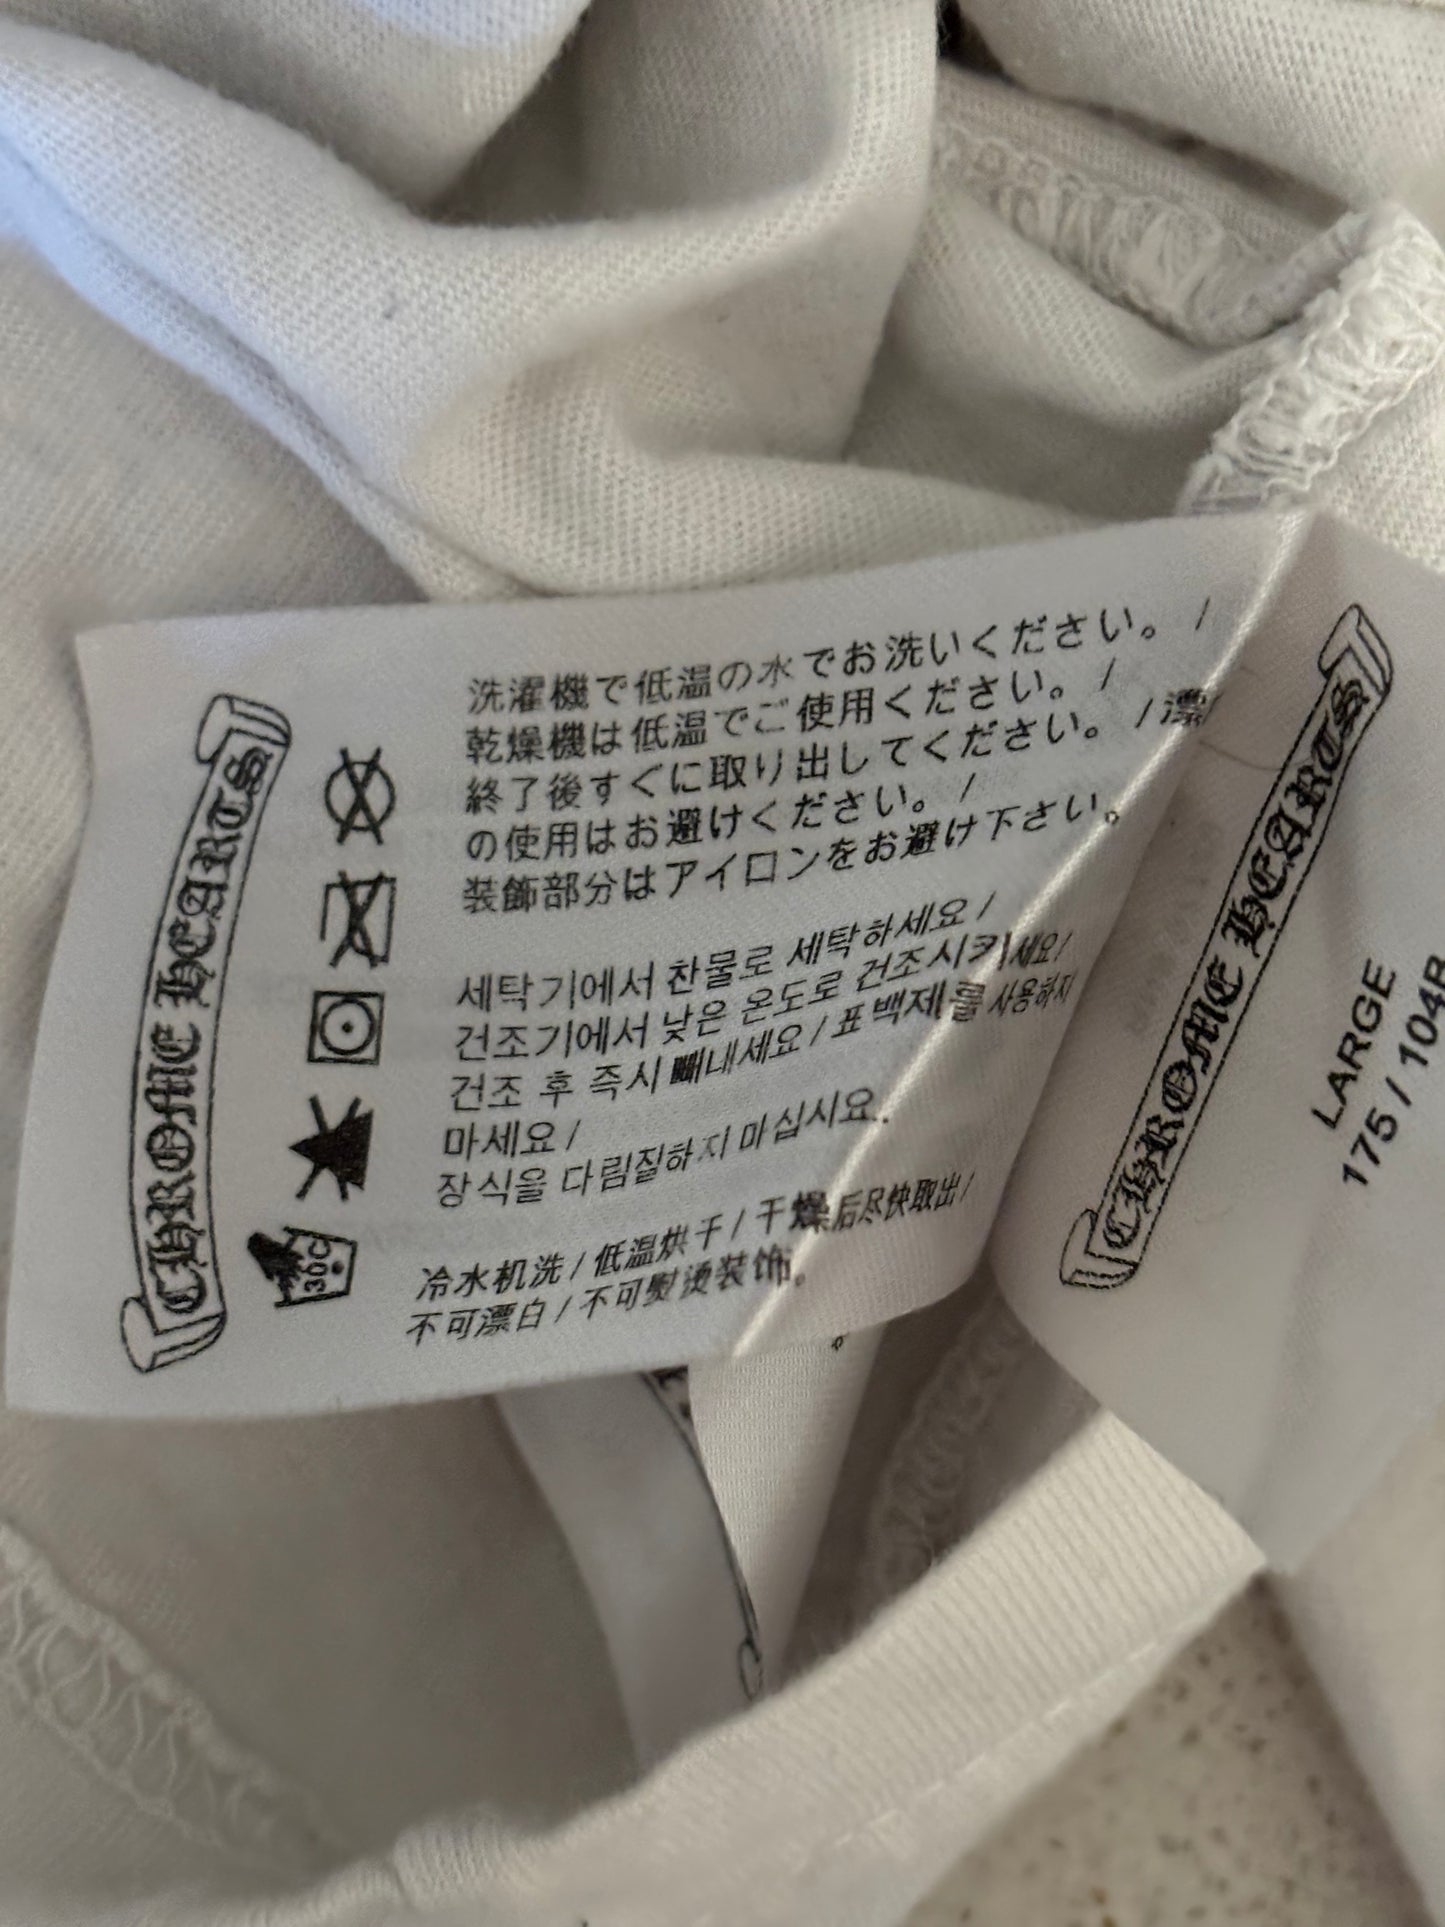 CHROME HEARTS
洗濯機で低温の水でお洗いください。 /
乾燥機は低温でご使用ください。 /
終了後すぐに取り出してください。 / 漂
の使用はお避けください。 /
装飾部分はアイロンをお避け下さい。
세탁기에서 찬물로 세탁하세요 /
건조기에서 낮은 온도로 건조시키세요/
건조 후 즉시 빼내세요 / 표백제를 사용하지
마세요 /
장식을 다림질하지 마십시오.
冷水机洗 / 低温烘干 / 干燥后尽快取出/
不可漂白 / 不可熨烫装饰。
30C
CHROME HEARTS
LARGE
175 / 104B